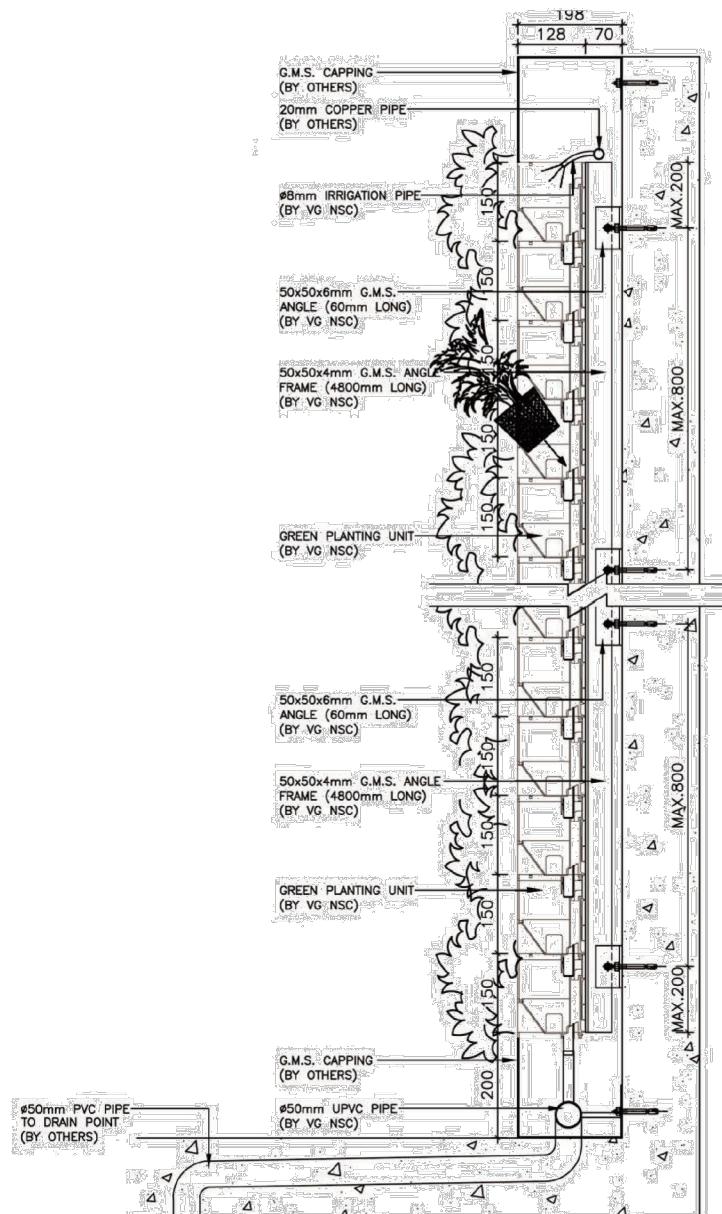 198
128 70
G.M.S. CAPPING
(BY OTHERS)
20mm COPPER PIPE
(BY OTHERS)
ø8mm IRRIGATION PIPE
(BY VG NSC)
150
MAX.200
50x50x6mm G.M.S.
ANGLE (60mm LONG)
(BY VG NSC)
150
50x50x4mm G.M.S. ANGLE
FRAME (4800mm LONG)
(BY VG NSC)
150
MAX.800
150
GREEN PLANTING UNIT
(BY VG NSC)
150
50x50x6mm G.M.S.
ANGLE (60mm LONG)
(BY VG NSC)
150
50x50x4mm G.M.S. ANGLE
FRAME (4800mm LONG)
(BY VG NSC)
150
MAX.800
150
GREEN PLANTING UNIT
(BY VG NSC)
150
150
MAX.200
G.M.S. CAPPING
(BY OTHERS)
200
ø50mm UPVC PIPE
(BY VG NSC)
ø50mm PVC PIPE
TO DRAIN POINT
(BY OTHERS)